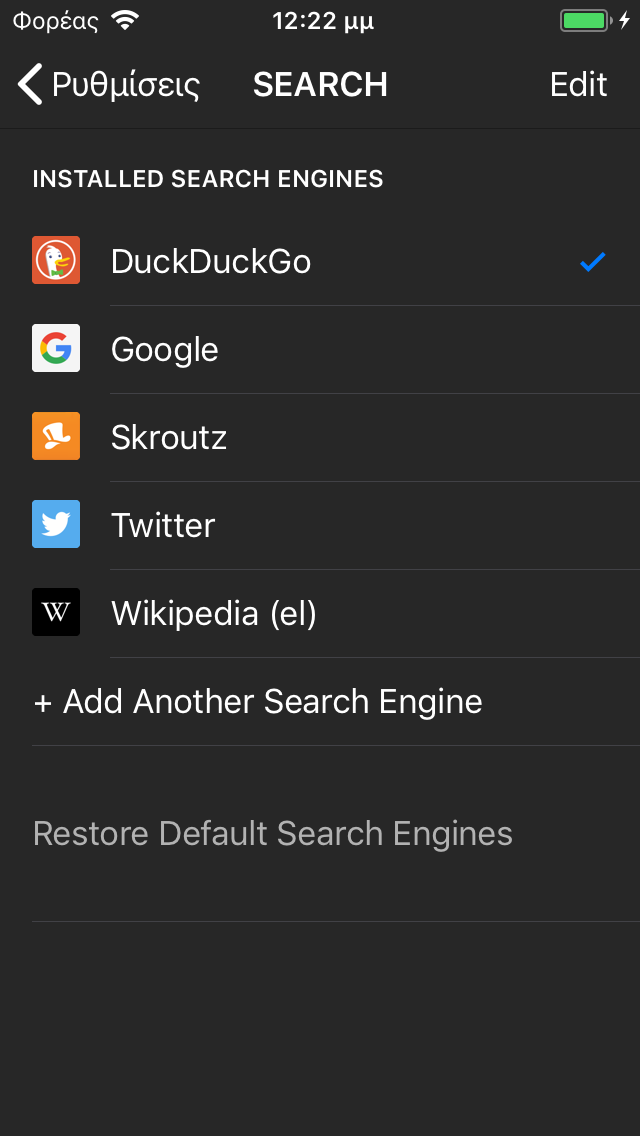 Φορέας 12:22 μμ
Ρυθμίσεις SEARCH Edit
INSTALLED SEARCH ENGINES
DuckDuckGo
Google
Skroutz
Twitter
W Wikipedia (el)
+ Add Another Search Engine
Restore Default Search Engines